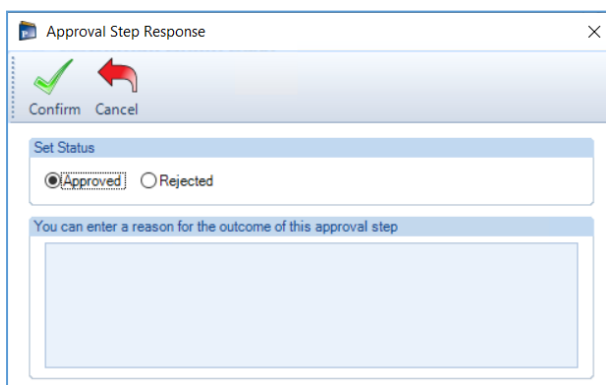 Approval Step Response
Confirm Cancel
Set Status
Approved Rejected
You can enter a reason for the outcome of this approval step